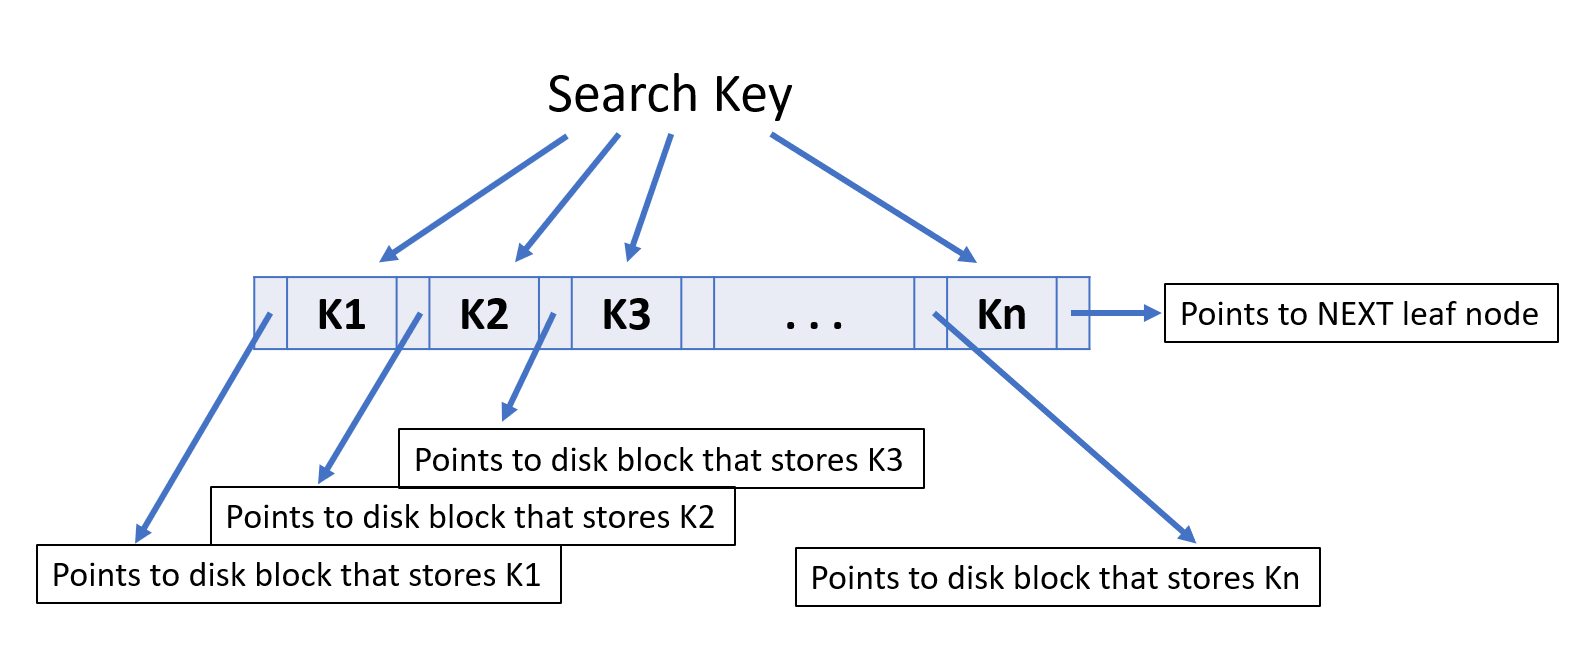 Search Key
K1 K2 K3 . . . Kn
Points to NEXT leaf node
Points to disk block that stores K3
Points to disk block that stores K2
Points to disk block that stores K1
Points to disk block that stores Kn